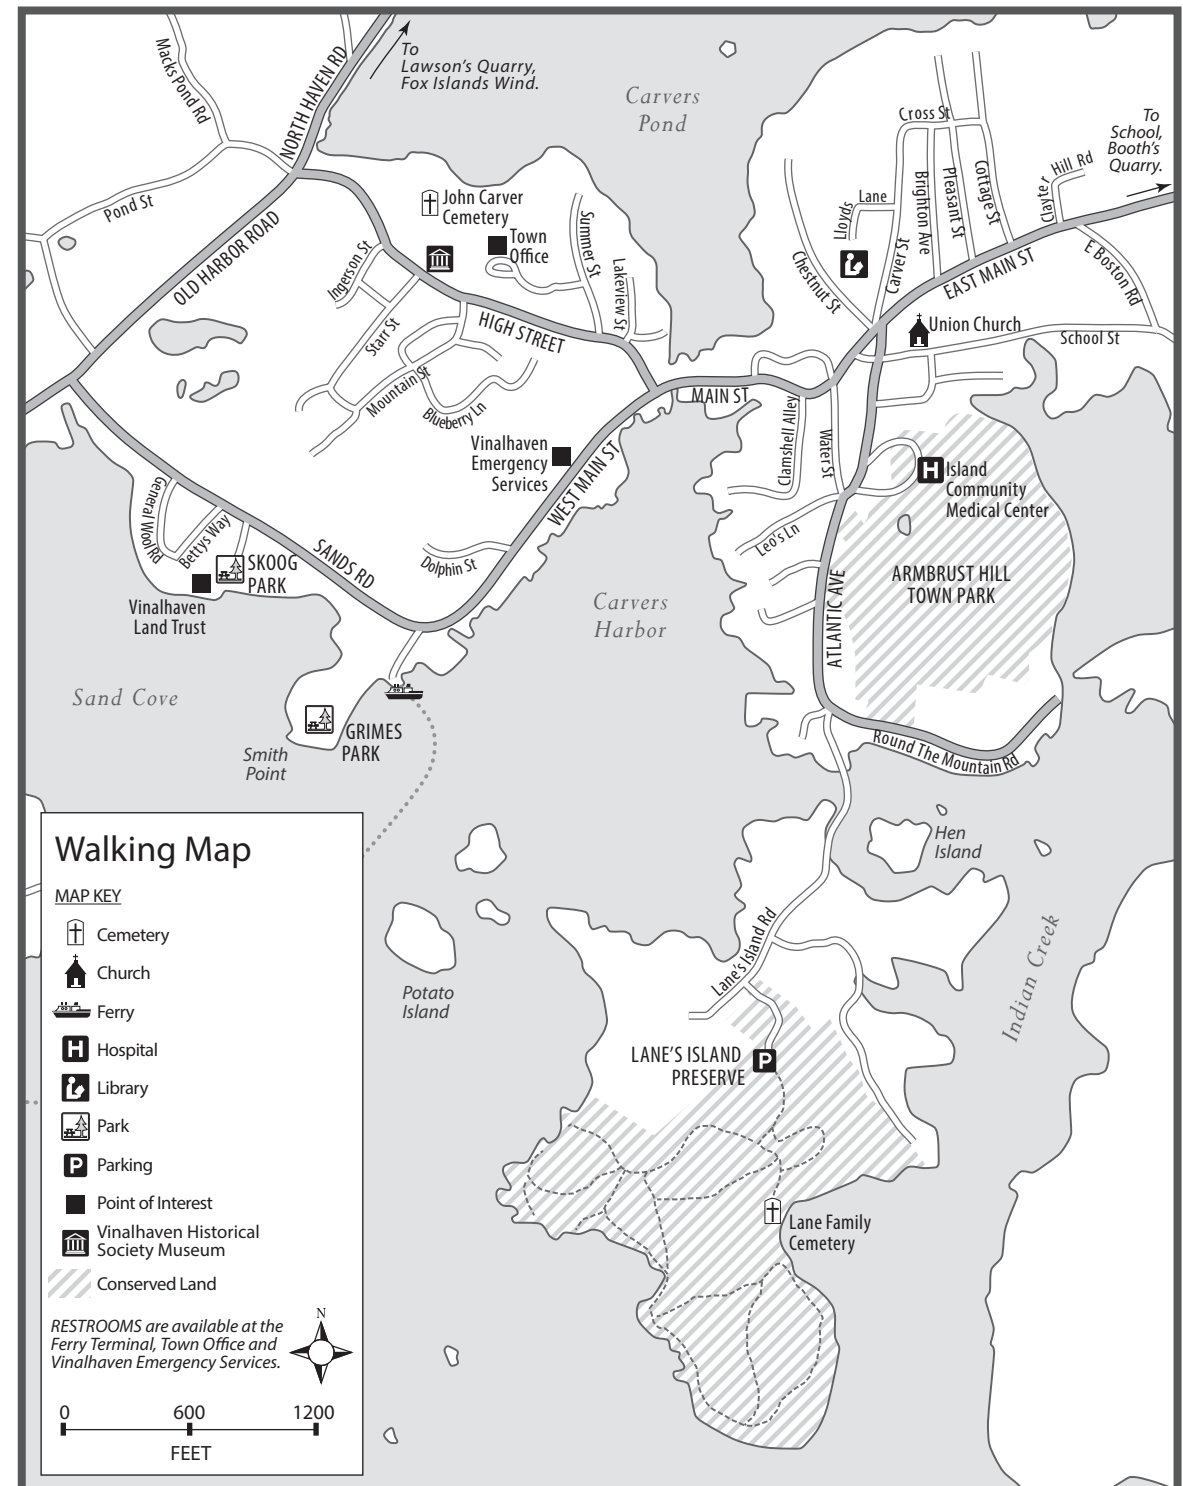 Macks Pond Rd
NORTH HAVEN RD
To
Lawson's Quarry,
Fox Islands Wind.
Carvers
Pond
Cross St
To
School,
Booth's
Quarry.
Pond St
OLD HARBOR ROAD
John Carver
Cemetery
Town
Office
Summer St
Lakeview St
Ingerson St
Starr St
HIGH STREET
Mountain St
Blueberry Ln
Lloyds
Lane
Chestnut St
Carver St
Brighton Ave
Pleasant St
Cottage St
Clayter
Hill Rd
EAST MAIN ST
E Boston Rd
Union Church
School St
MAIN ST
Clamshell Alley
Water St
Vinalhaven
Emergency
Services
WEST MAIN ST
H
Island
Community
Medical Center
General Wool Rd
Bettys Way
SKOOG
PARK
SANDS RD
Dolphin St
Leo's Ln
Vinalhaven
Land Trust
Carvers
Harbor
ATLANTIC AVE
ARMBRUST HILL
TOWN PARK
Sand Cove
GRIMES
PARK
Smith
Point
Round The Mountain Rd
Hen
Island
Indian Creek
Potato
Island
Lane's Island Rd
LANE'S ISLAND
PRESERVE
P
Lane Family
Cemetery
Walking Map
MAP KEY
Cemetery
Church
Ferry
H Hospital
Library
Park
P Parking
Point of Interest
Vinalhaven Historical
Society Museum
Conserved Land
RESTROOMS are available at the
Ferry Terminal, Town Office and
Vinalhaven Emergency Services.
N
0 600 1200
FEET